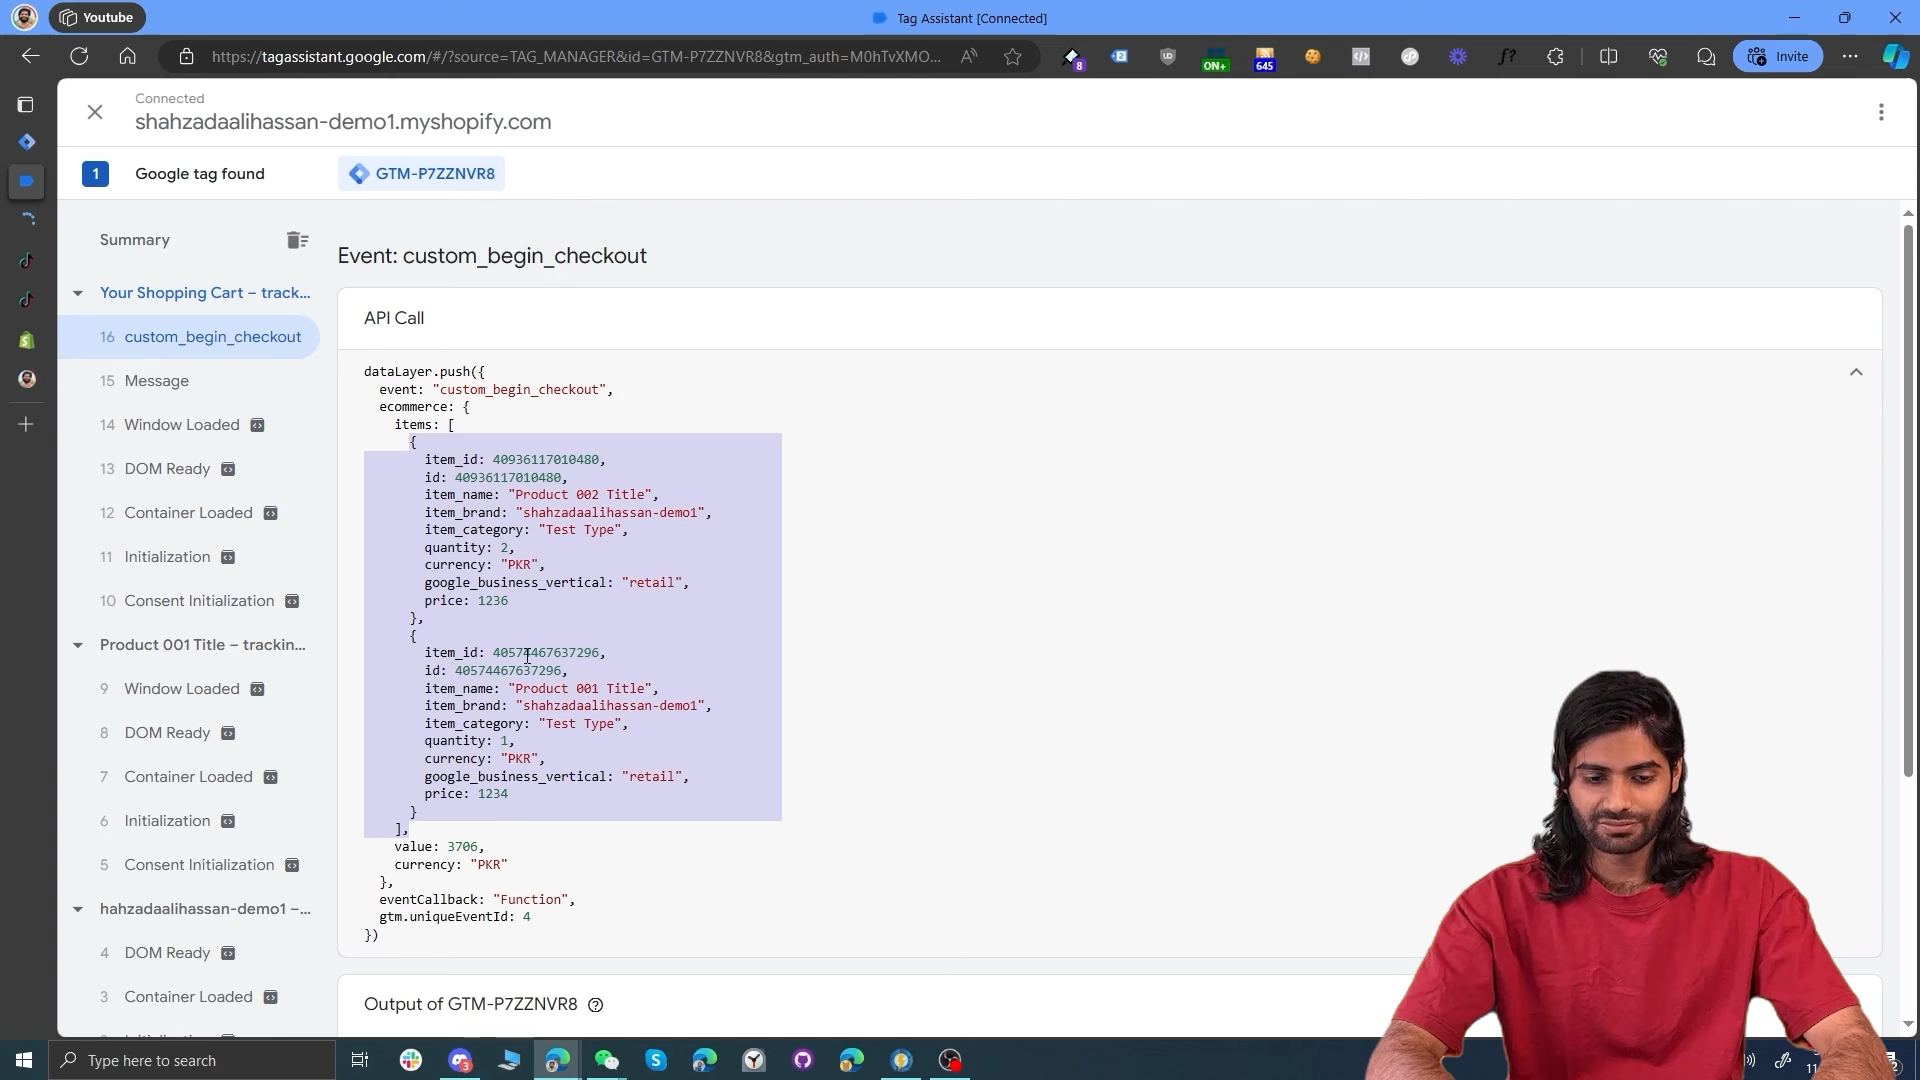 Youtube
Tag Assistant [Connected]
https://tagassistant.google.com/#/?source=TAG_MANAGER&id=GTM-P7ZZNVR8&gtm_auth=M0hTvXMO...
8
ON+
645
Invite
Connected
shahzadaalihassan-demo1.myshopify.com
1
Google tag found
GTM-P7ZZNVR8
Summary
Your Shopping Cart – track...
16 custom_begin_checkout
15 Message
14 Window Loaded
13 DOM Ready
12 Container Loaded
11 Initialization
10 Consent Initialization
Product 001 Title – trackin...
9 Window Loaded
8 DOM Ready
7 Container Loaded
6 Initialization
5 Consent Initialization
hahzadaalihassan-demo1 –...
4 DOM Ready
3 Container Loaded
Event: custom_begin_checkout
API Call
dataLayer.push({
event: "custom_begin_checkout",
ecommerce: {
items: [
{
item_id: 40936117010480,
id: 40936117010480,
item_name: "Product 002 Title",
item_brand: "shahzadaalihassan-demo1",
item_category: "Test Type",
quantity: 2,
currency: "PKR",
google_business_vertical: "retail",
price: 1236
},
{
item_id: 40574467637296,
id: 40574467637296,
item_name: "Product 001 Title",
item_brand: "shahzadaalihassan-demo1",
item_category: "Test Type",
quantity: 1,
currency: "PKR",
google_business_vertical: "retail",
price: 1234
}
],
value: 3706,
currency: "PKR"
},
eventCallback: "Function",
gtm.uniqueEventId: 4
})
Output of GTM-P7ZZNVR8
Type here to search